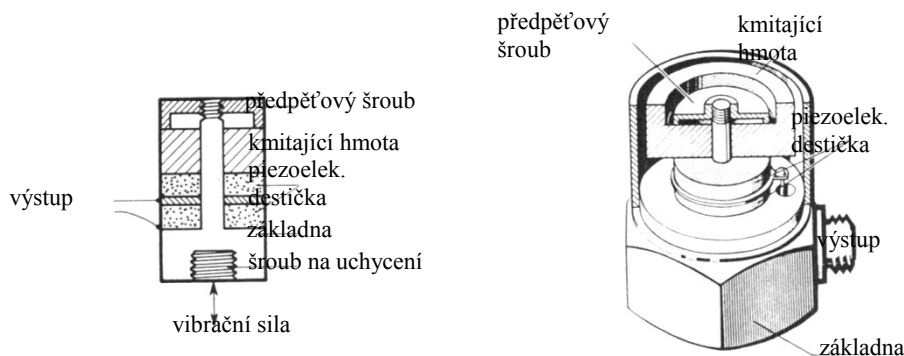 předpěťový šroub
kmitající hmota
piezoelek.
destička
výstup
základna
šroub na uchycení
vibrační sila
předpěťový
šroub
kmitající
hmota
piezoelek.
destička
výstup
základna